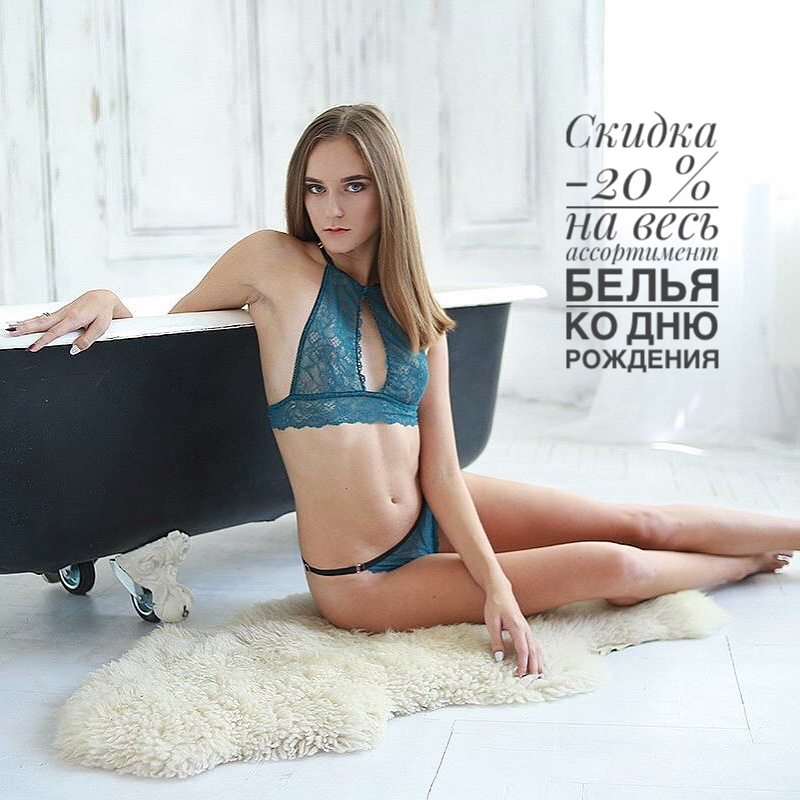 Скидка
-20 %
на весь
ассортимент
БЕЛЬЯ
КО ДНЮ
РОЖДЕНИЯ